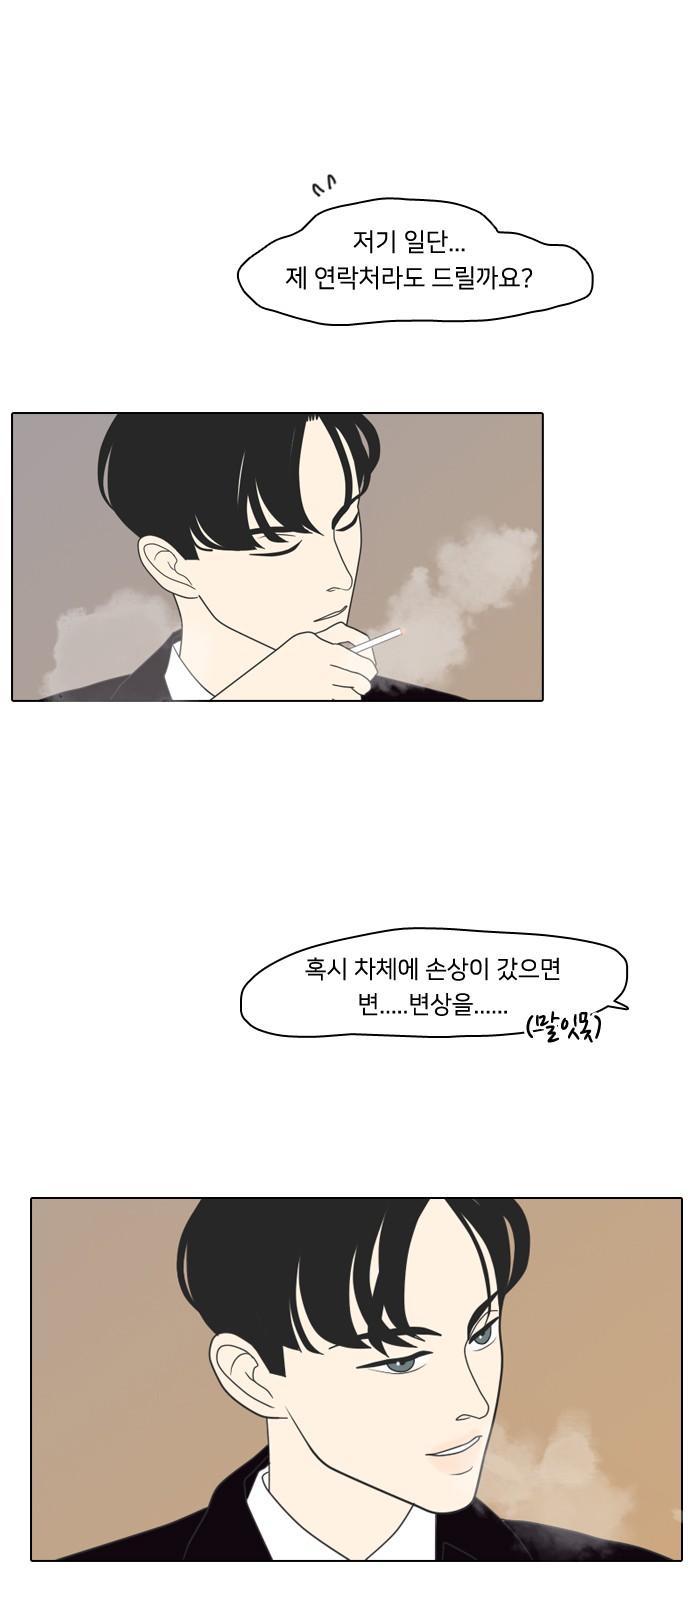 저기 일단...
제 연락처라도 드릴까요?
혹시 차체에 손상이 갔으면
변.....변상을......
(말잇못)